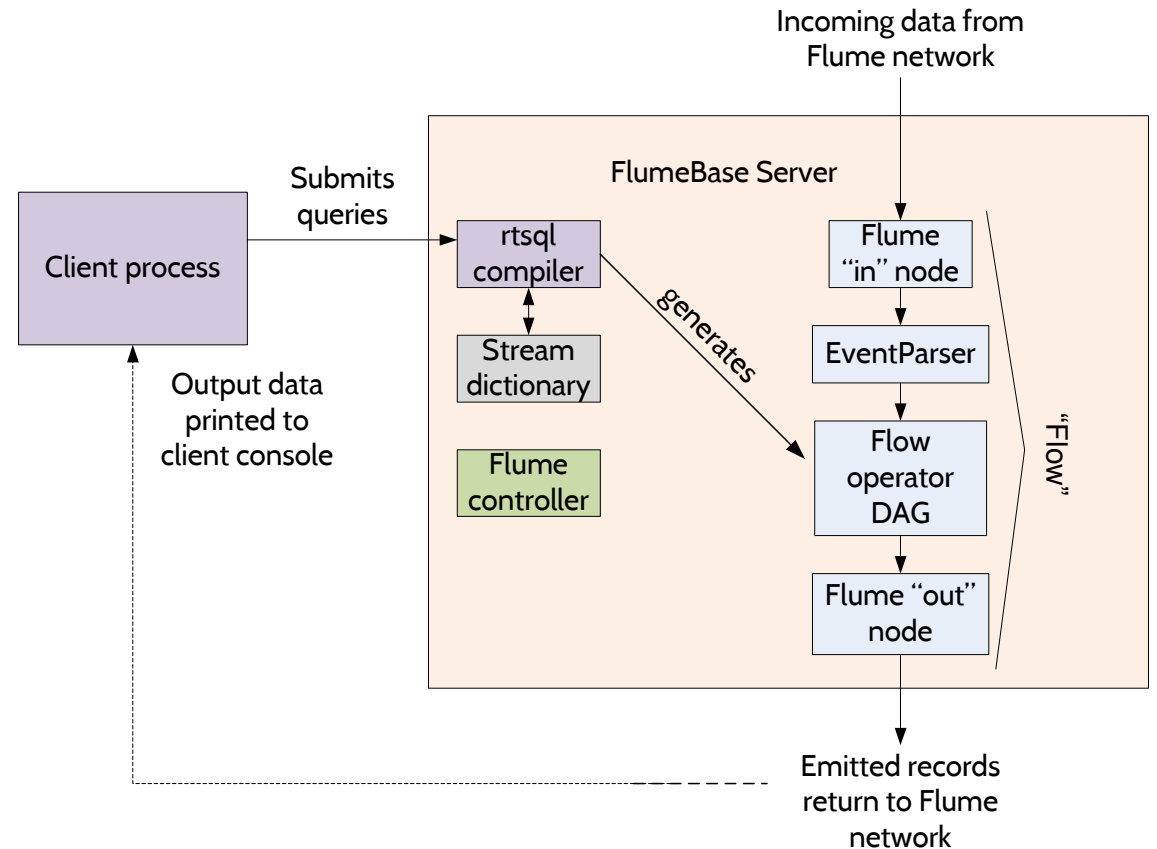 Incoming data from
Flume network
FlumeBase Server
Submits
queries
Client process
rtsql
compiler
generates
Stream
dictionary
Flume
controller
Flume
“in” node
EventParser
Flow
operator
DAG
Flume “out”
node
“Flow”
Output data
printed to
client console
Emitted records
return to Flume
network